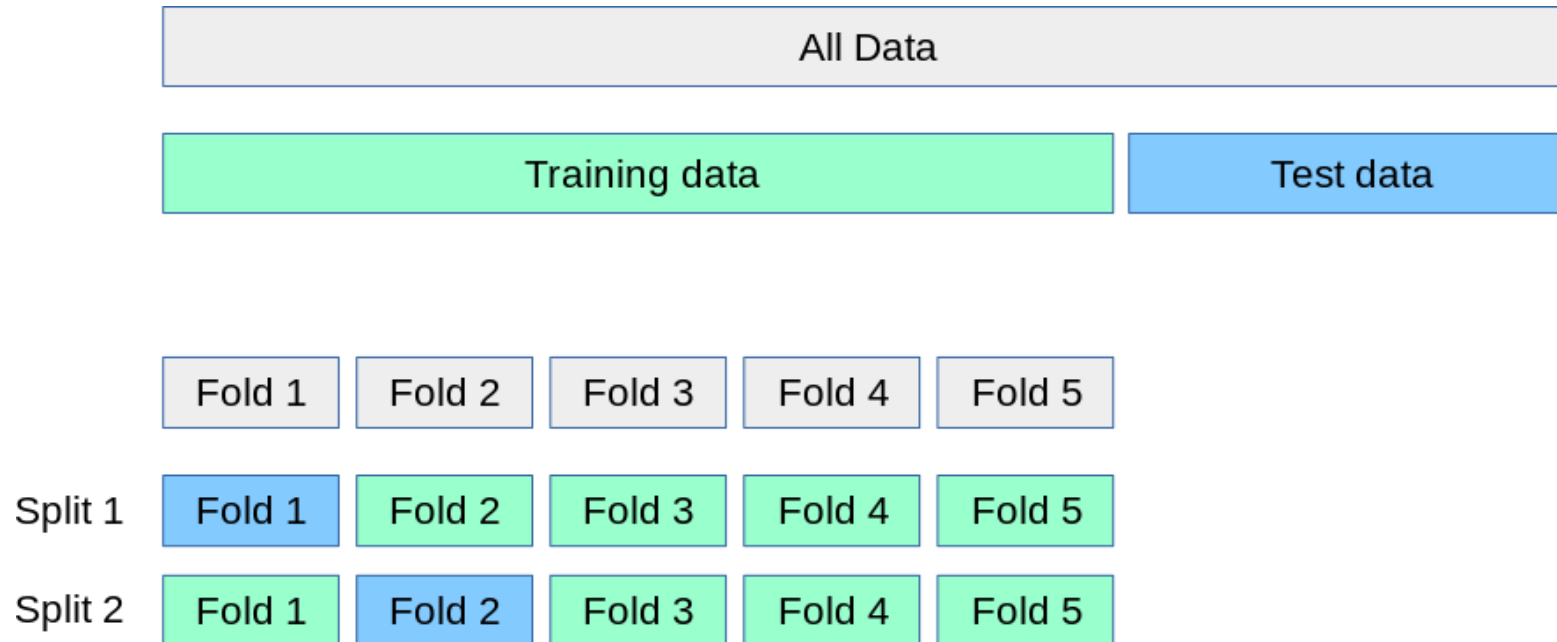 All Data
Training data Test data
Fold 1 Fold 2 Fold 3 Fold 4 Fold 5
Split 1 Fold 1 Fold 2 Fold 3 Fold 4 Fold 5
Split 2 Fold 1 Fold 2 Fold 3 Fold 4 Fold 5